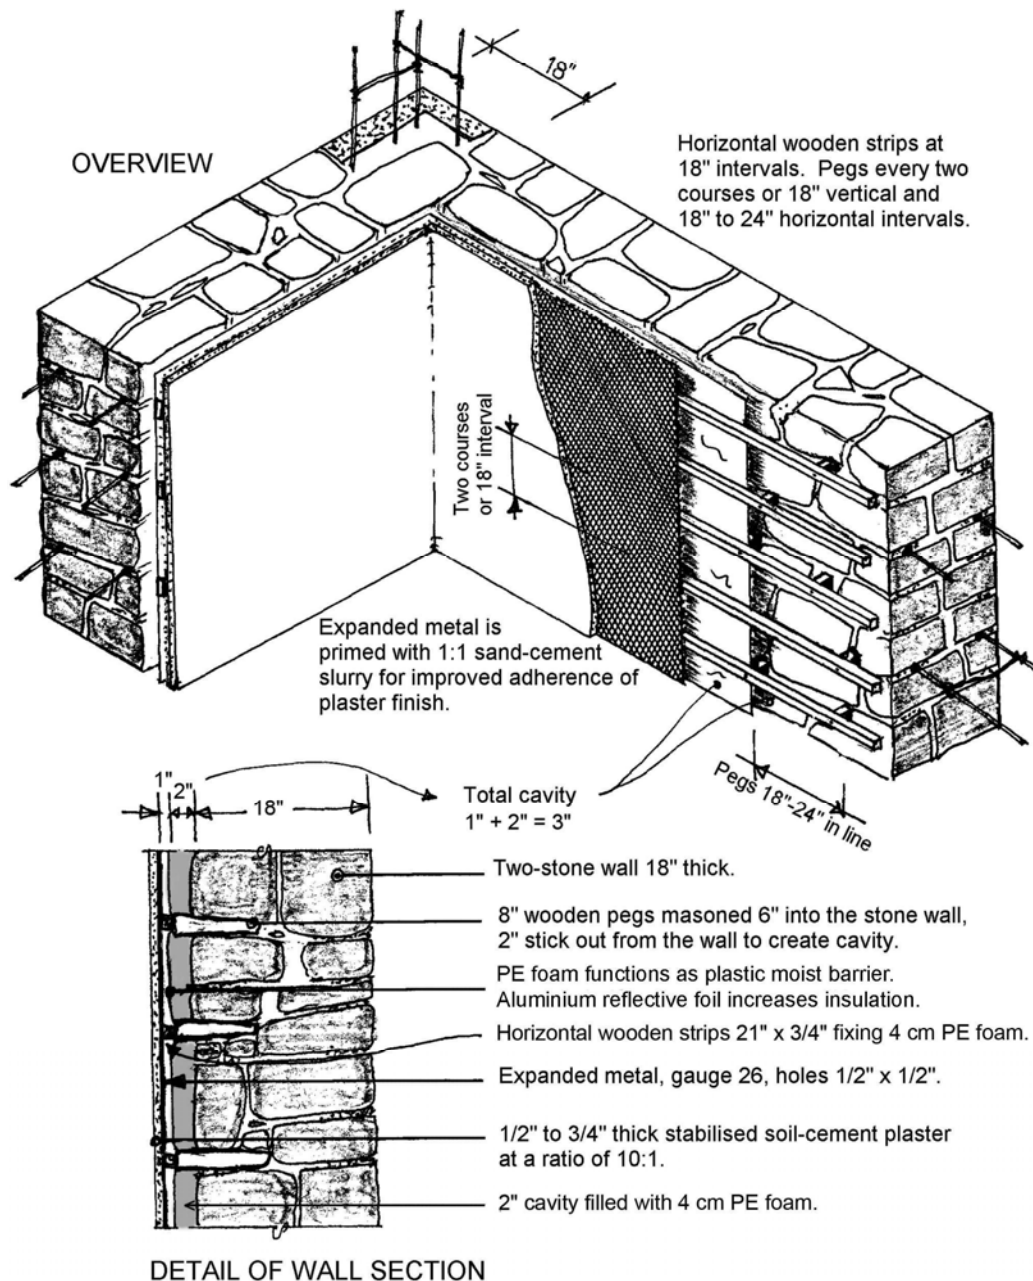 18"
OVERVIEW
Horizontal wooden strips at
18" intervals. Pegs every two
courses or 18" vertical and
18" to 24" horizontal intervals.
Two courses
or 18" interval
Expanded metal is
primed with 1:1 sand-cement
slurry for improved adherence of
plaster finish.
Pegs 18"-24" in line
1"
2"
18"
Total cavity
1" + 2" = 3"
Two-stone wall 18" thick.
8" wooden pegs masoned 6" into the stone wall,
2" stick out from the wall to create cavity.
PE foam functions as plastic moist barrier.
Aluminium reflective foil increases insulation.
Horizontal wooden strips 21" x 3/4" fixing 4 cm PE foam.
Expanded metal, gauge 26, holes 1/2" x 1/2".
1/2" to 3/4" thick stabilised soil-cement plaster
at a ratio of 10:1.
2" cavity filled with 4 cm PE foam.
DETAIL OF WALL SECTION